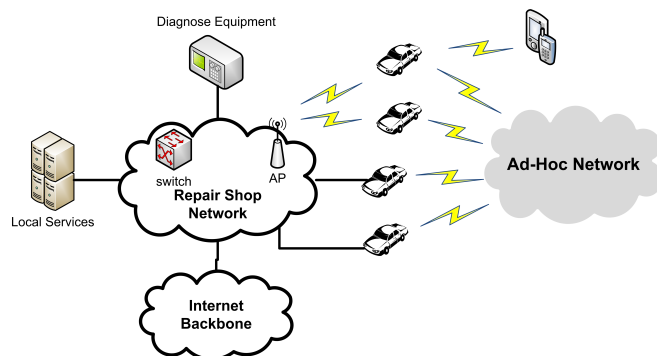 Diagnose Equipment
switch
AP
Repair Shop
Network
Ad-Hoc Network
Local Services
Internet
Backbone